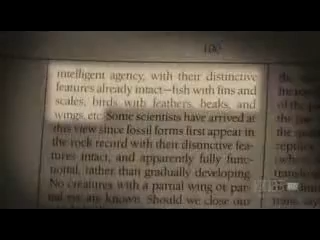 100
intelligent agency, with their distinctive
features already intact—fish with fins and
scales, birds with feathers, beaks, and
wings, etc. Some scientists have arrived at
this view since fossil forms first appear in
the rock record with their distinctive fea-
tures intact, and apparently fully func-
tional, rather than gradually developing.
No creatures with a partial wing or par-
tial eye are known. Should we close our